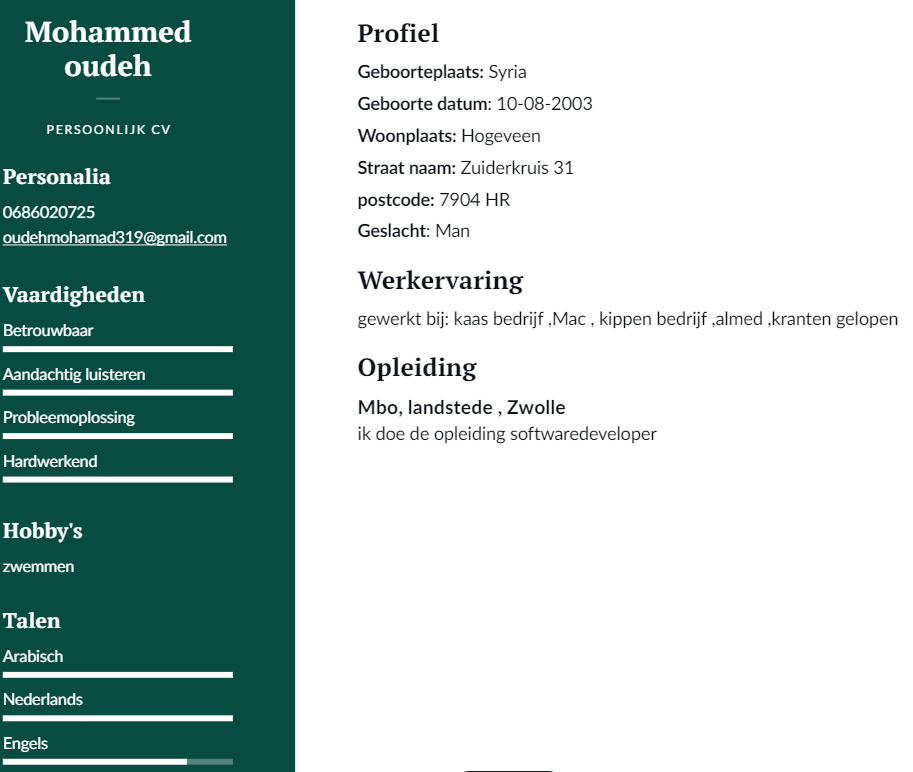 Mohammed
oudeh
PERSOONLIJK CV
Personalia
0686020725
oudehmohamad319@gmail.com
Vaardigheden
Betrouwbaar
Aandachtig luisteren
Probleemoplossing
Hardwerkend
Hobby's
zwemmen
Talen
Arabisch
Nederlands
Engels
Profiel
Geboorteplaats: Syria
Geboorte datum: 10-08-2003
Woonplaats: Hogeveen
Straat naam: Zuiderkruis 31
postcode: 7904 HR
Geslacht: Man
Werkervaring
gewerkt bij: kaas bedrijf ,Mac , kippen bedrijf ,almed ,kranten gelopen
Opleiding
Mbo, landstede , Zwolle
ik doe de opleiding softwaredeveloper